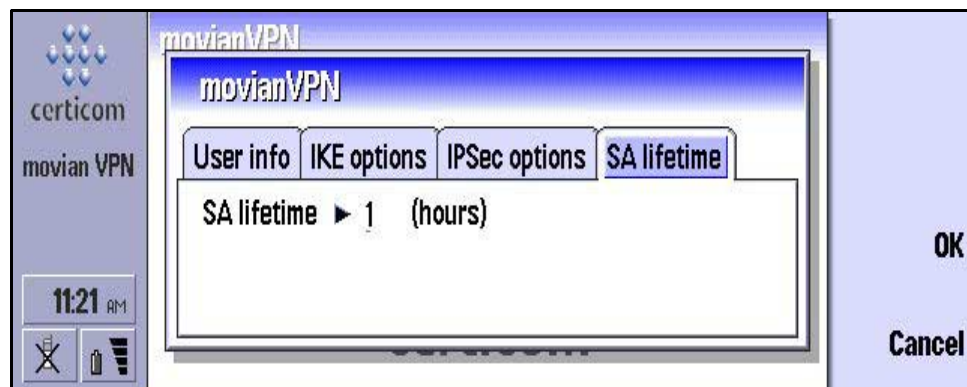 certicom
movian VPN
11:21 AM
movianVPN
movianVPN
User info IKE options IPSec options SA lifetime
SA lifetime 1 (hours)
OK
Cancel